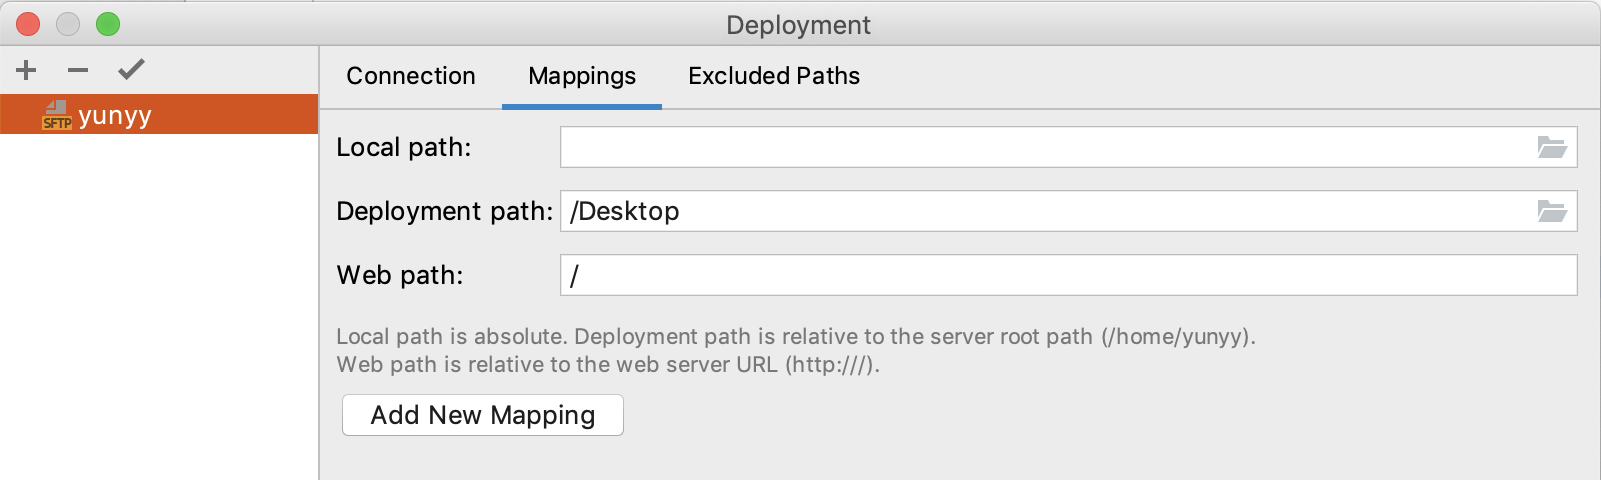 Deployment
Connection Mappings Excluded Paths
SFTP yunyy
Local path:
Deployment path: /Desktop
Web path: /
Local path is absolute. Deployment path is relative to the server root path (/home/yunyy).
Web path is relative to the web server URL (http:///).
Add New Mapping